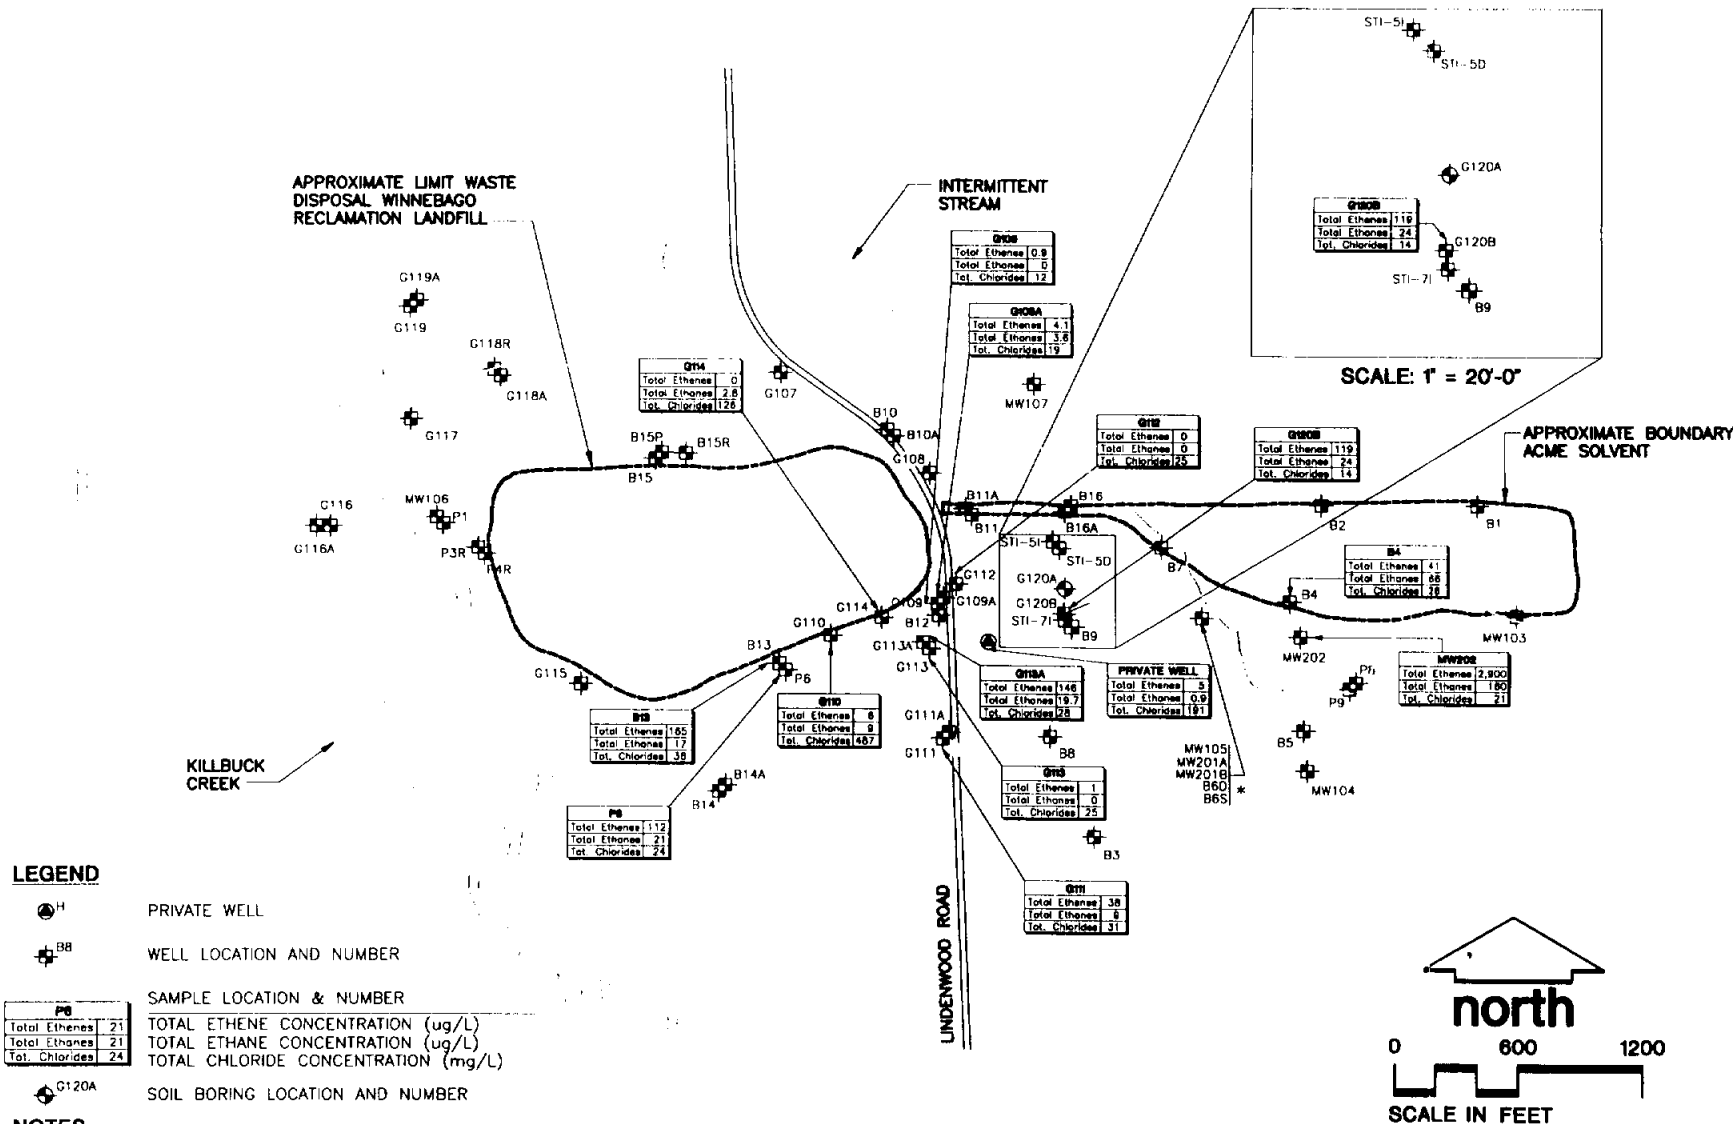 STI-5I
STI-5D
G120A
G120B
Total Ethenes 119
Total Ethanes 24
Tot. Chlorides 14
G120B
STI-7I
B9
SCALE: 1" = 20'-0"
APPROXIMATE LIMIT WASTE
DISPOSAL WINNEBAGO
RECLAMATION LANDFILL
INTERMITTENT
STREAM
Total Ethenes 0.9
Total Ethanes 0
Tot. Chlorides 12
G109A
Total Ethenes 4.1
Total Ethanes 3.6
Tot. Chlorides 19
G119A
G119
G118R
G118A
G117
G114
Total Ethenes 0
Total Ethanes 2.8
Tot. Chlorides 126
G107
MW107
B10
B10A
G108
B15P
B15R
B15
G112
Total Ethenes 0
Total Ethanes 0
Tot. Chlorides 25
G120B
Total Ethenes 119
Total Ethanes 24
Tot. Chlorides 14
APPROXIMATE BOUNDARY
ACME SOLVENT
G116
G116A
MW106
P1
P3R
P4R
B11A
B11
B16
B16A
B2
B1
STI-5I
STI-5D
B7
B4
Total Ethenes 41
Total Ethanes 66
Tot. Chlorides 26
G112
G120A
G109
G109A
G120B
STI-7I
B12
B9
B4
MW103
G114
G110
G113A
G113
B13
P6
G115
MW202
MW202
Total Ethenes 2,900
Total Ethanes 160
Tot. Chlorides 21
P9
G113A
Total Ethenes 146
Total Ethanes 19.7
Tot. Chlorides 28
PRIVATE WELL
Total Ethenes 5
Total Ethanes 0.9
Tot. Chlorides 191
G110
Total Ethenes 6
Total Ethanes 9
Tot. Chlorides 487
B13
Total Ethenes 165
Total Ethanes 17
Tot. Chlorides 38
G111A
G111
B8
B5
MW104
MW105
MW201A
MW201B
B6D
B6S
*
KILLBUCK
CREEK
B14A
B14
P6
Total Ethenes 112
Total Ethanes 21
Tot. Chlorides 24
G113
Total Ethenes 1
Total Ethanes 0
Tot. Chlorides 25
B3
G111
Total Ethenes 38
Total Ethanes 9
Tot. Chlorides 31
LINDENWOOD ROAD
LEGEND
H PRIVATE WELL
B8 WELL LOCATION AND NUMBER
SAMPLE LOCATION & NUMBER
P6
Total Ethenes 21
Total Ethanes 21
Tot. Chlorides 24
TOTAL ETHENE CONCENTRATION (ug/L)
TOTAL ETHANE CONCENTRATION (ug/L)
TOTAL CHLORIDE CONCENTRATION (mg/L)
G120A SOIL BORING LOCATION AND NUMBER
NOTES
north
0 600 1200
SCALE IN FEET